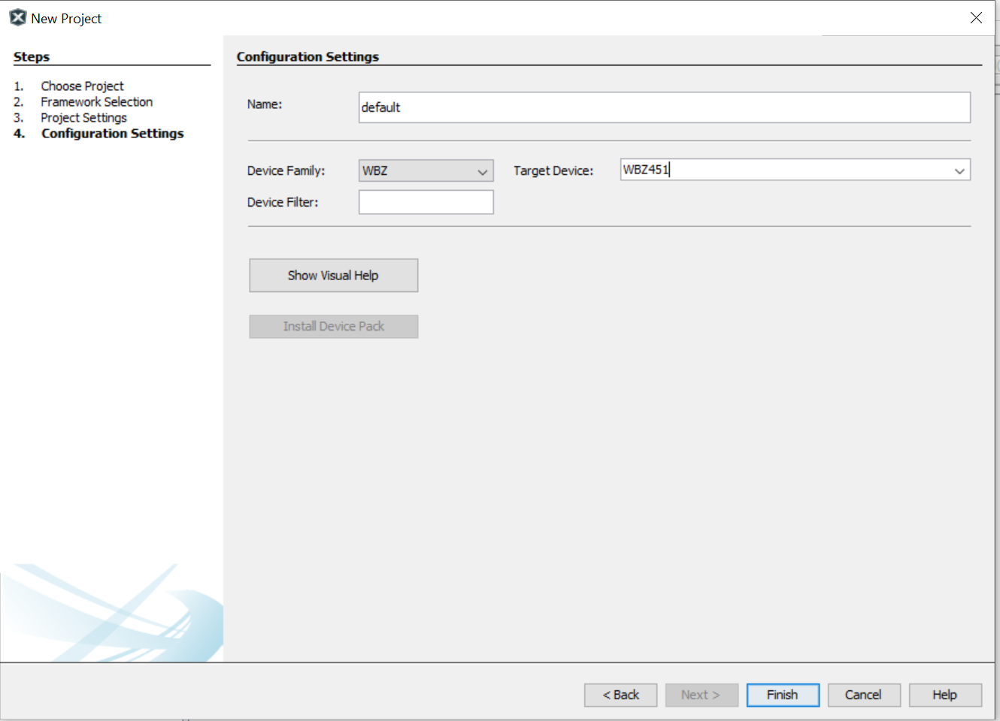 New Project
Steps
1. Choose Project
2. Framework Selection
3. Project Settings
4. Configuration Settings
Configuration Settings
Name: default
Device Family: WBZ Target Device: WBZ451
Device Filter:
Show Visual Help
Install Device Pack
< Back Next > Finish Cancel Help